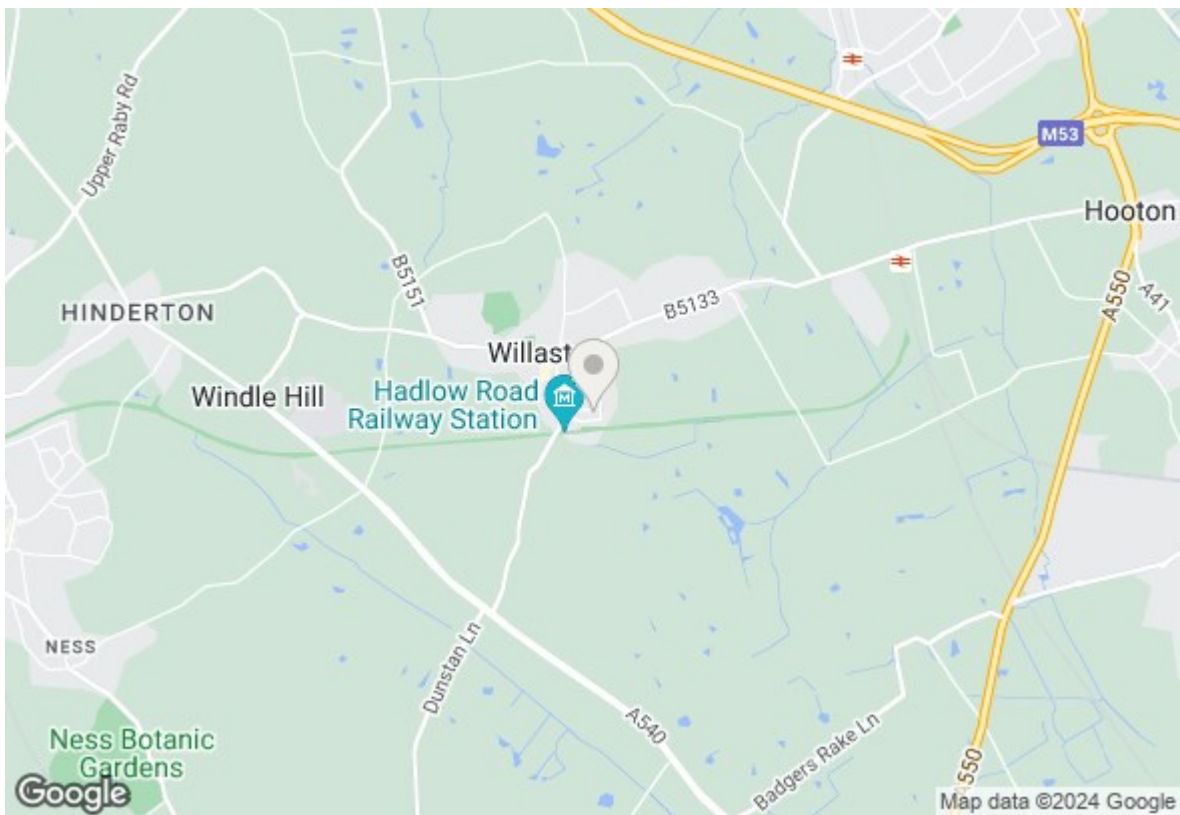 Upper Raby Rd
M53
Hooton
B5151
A550
A41
HINDERTON
B5133
Willast
Windle Hill
Hadlow Road
Railway Station
M
Dunstan Ln
NESS
A540
Badgers Rake Ln
A550
Ness Botanic
Gardens
Google
Map data ©2024 Google